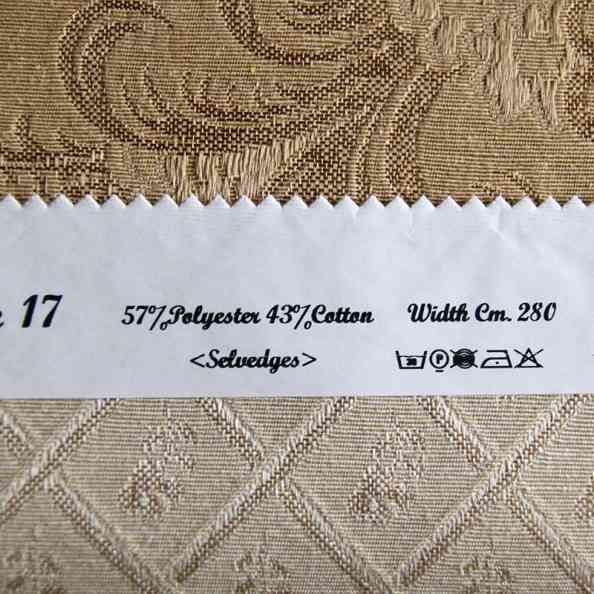 17 57%Polyester 43%Cotton Width Cm. 280
<Selvedges>